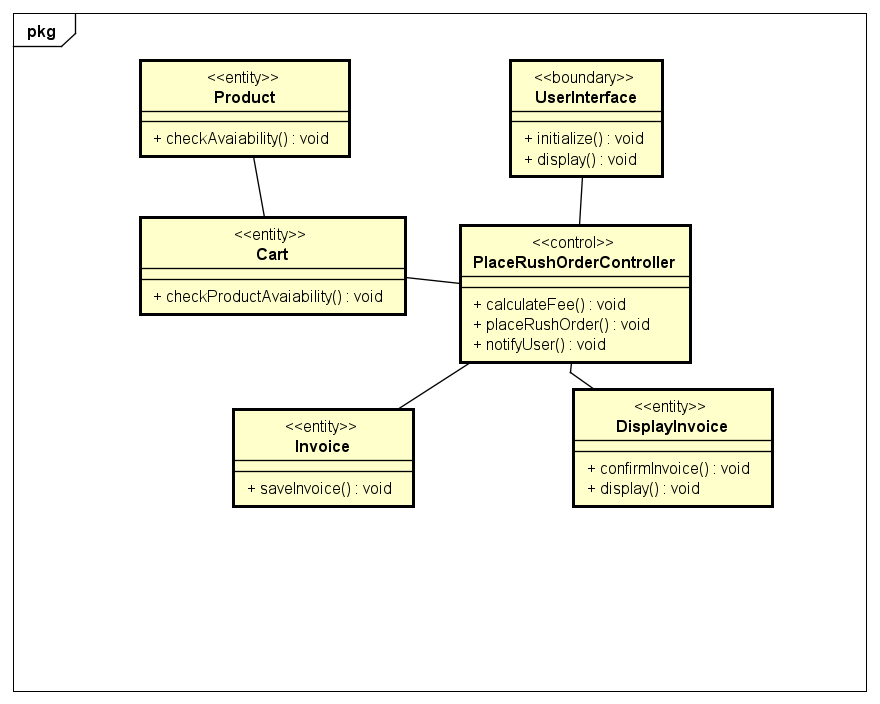 pkg
<<entity>>
Product
+ checkAvaiability() : void
<<boundary>>
UserInterface
+ initialize() : void
+ display() : void
<<entity>>
Cart
+ checkProductAvaiability() : void
<<control>>
PlaceRushOrderController
+ calculateFee() : void
+ placeRushOrder() : void
+ notifyUser() : void
<<entity>>
Invoice
+ saveInvoice() : void
<<entity>>
DisplayInvoice
+ confirmInvoice() : void
+ display() : void